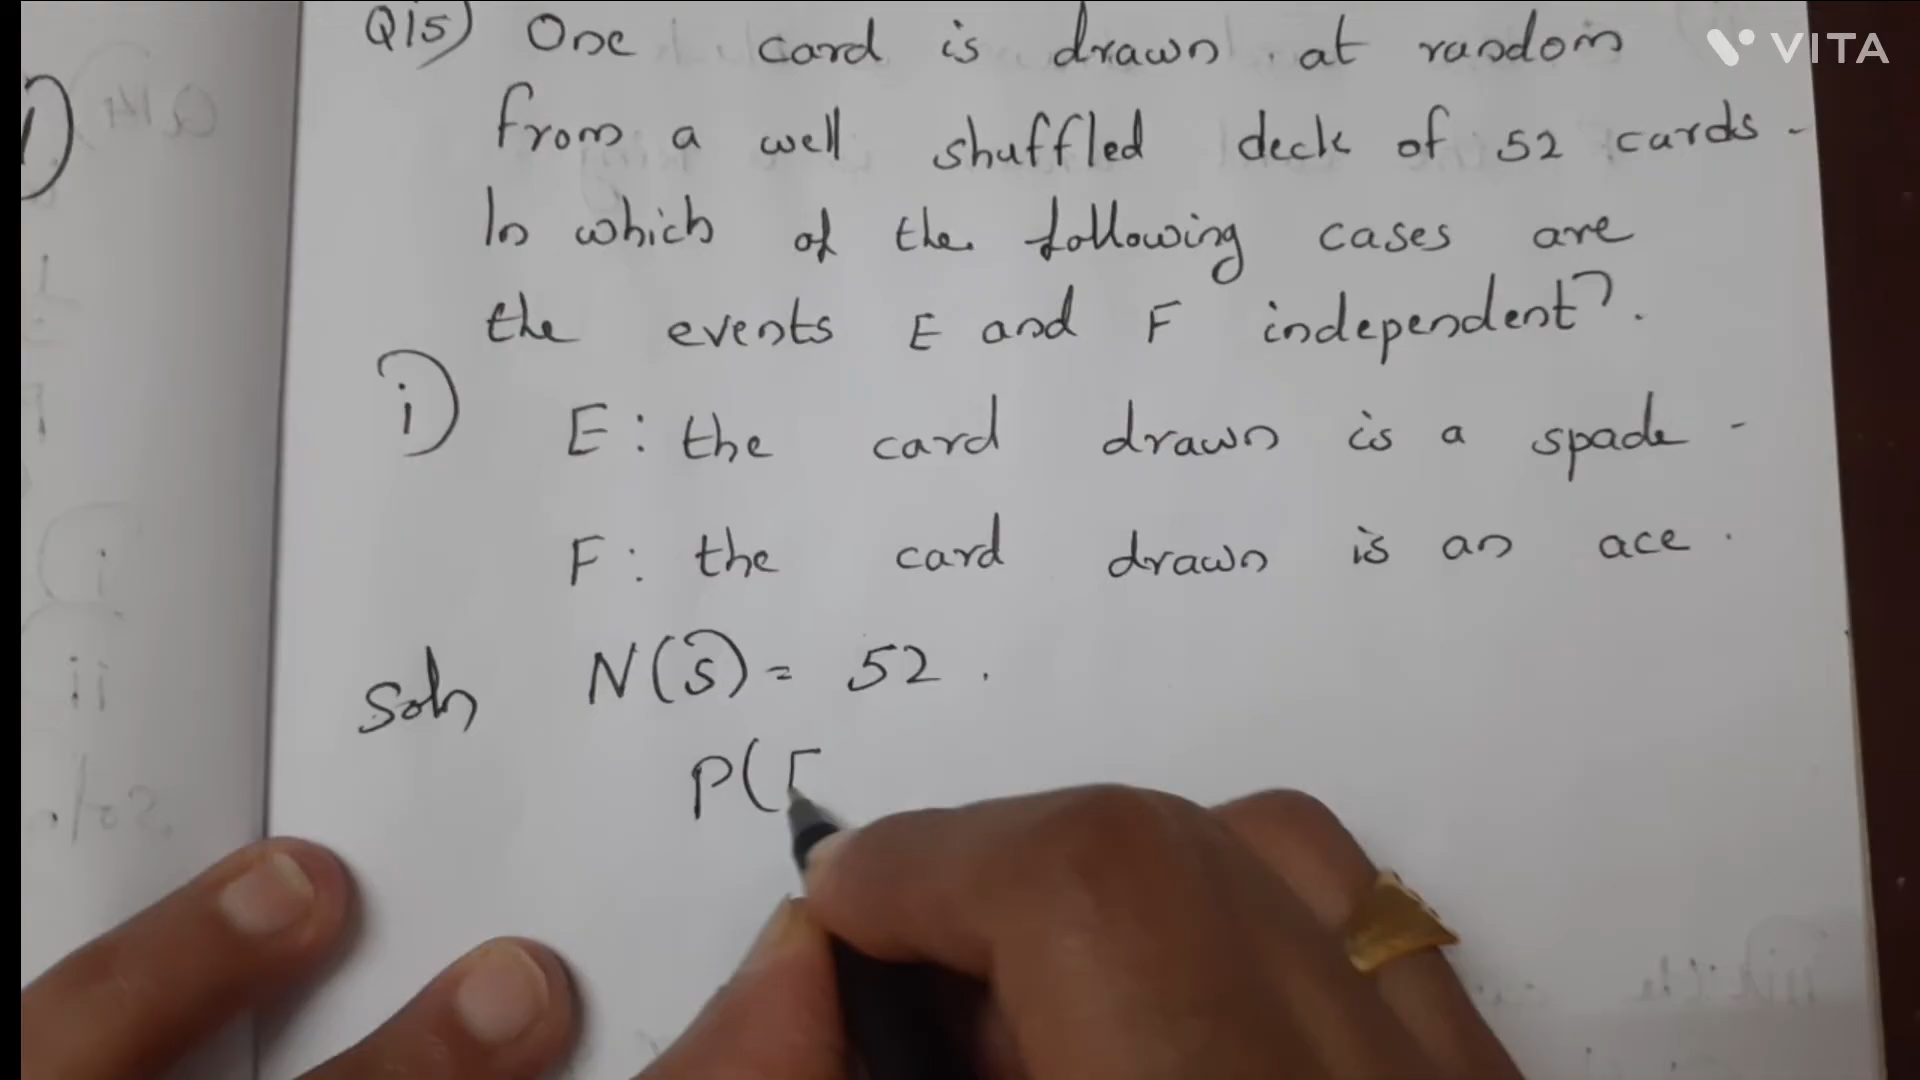 Q15) One card is drawn at random
VITA
from a well shuffled deck of 52 cards.
In which of the following cases are
the events E and F independent?.
i) E: the card drawn is a spade.
F: the card drawn is an ace.
Soln N(S) = 52.
P(